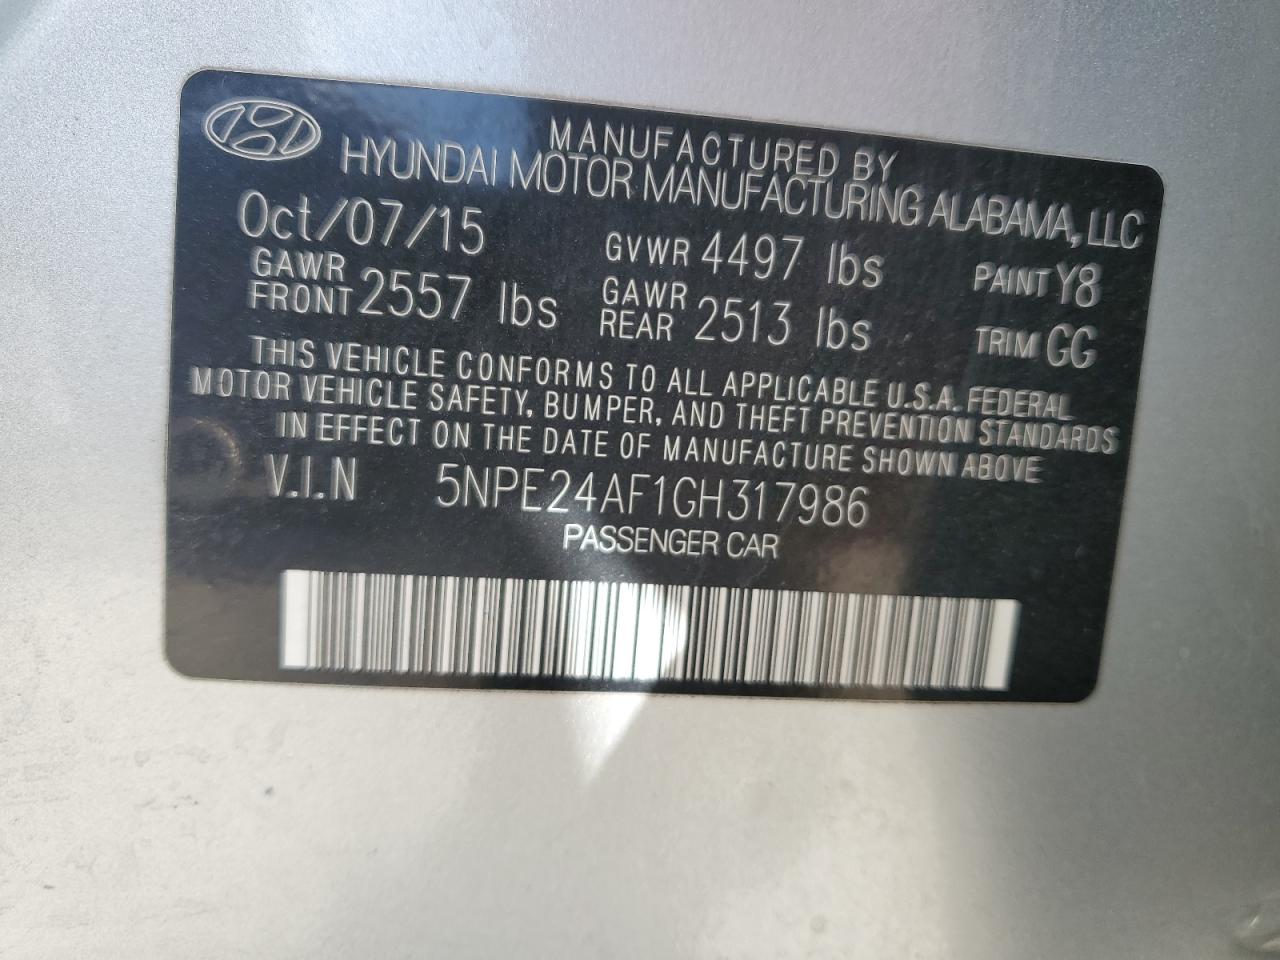 MANUFACTURED BY
HYUNDAI MOTOR MANUFACTURING ALABAMA, LLC
Oct/07/15 GVWR 4497 lbs PAINT Y8
GAWR FRONT 2557 lbs GAWR REAR 2513 lbs TRIM GG
THIS VEHICLE CONFORMS TO ALL APPLICABLE U.S.A. FEDERAL
MOTOR VEHICLE SAFETY, BUMPER, AND THEFT PREVENTION STANDARDS
IN EFFECT ON THE DATE OF MANUFACTURE SHOWN ABOVE
V.I.N 5NPE24AF1GH317986
PASSENGER CAR